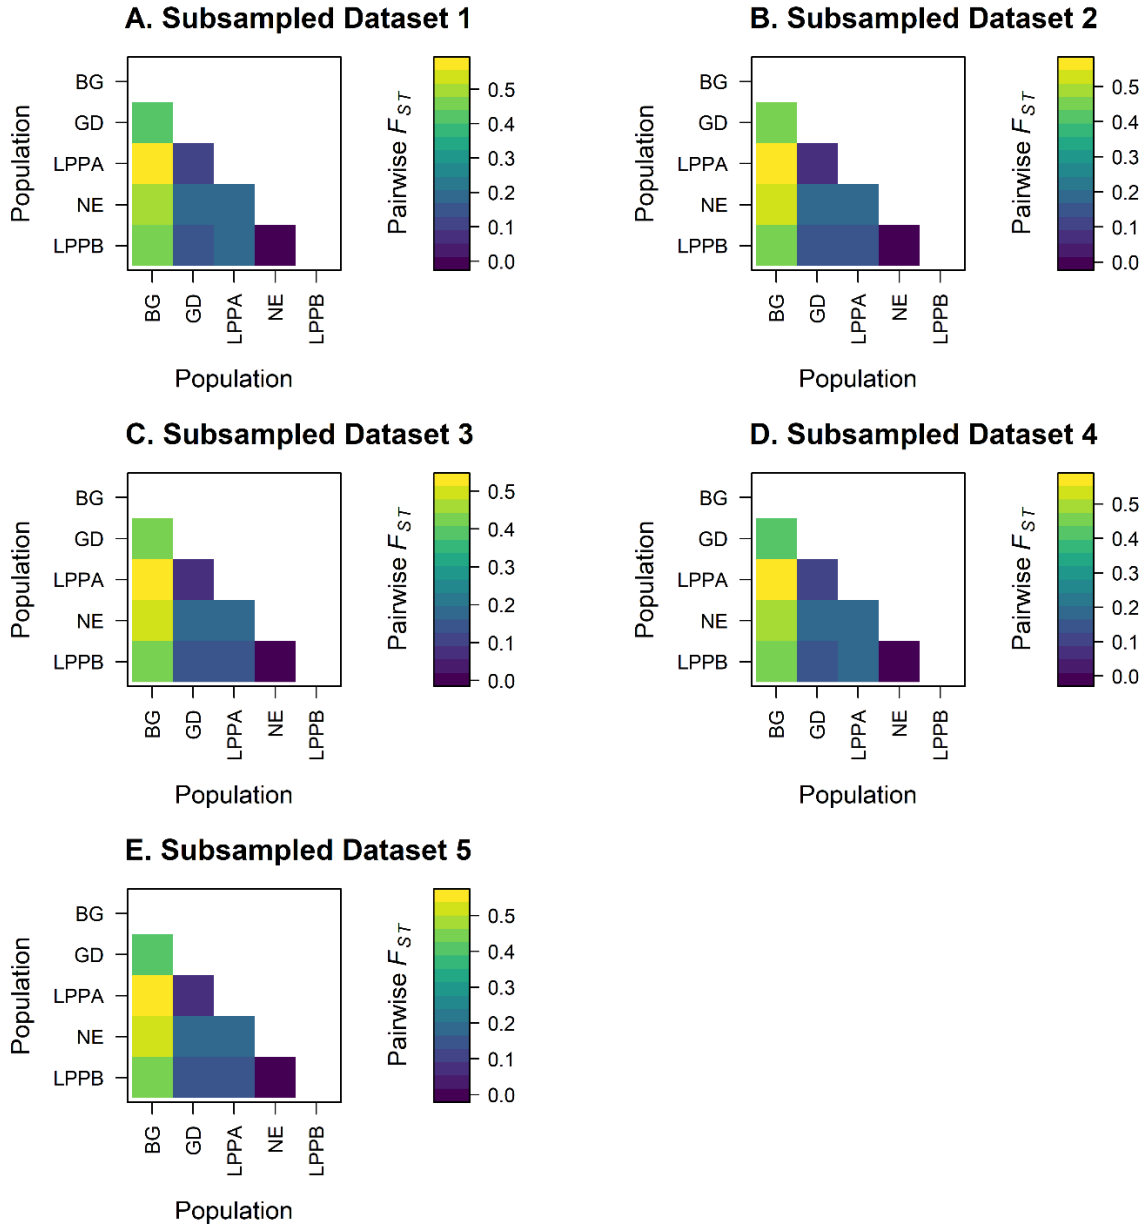 A. Subsampled Dataset 1
Population
BG
GD
LPPA
NE
LPPB
BG
GD
LPPA
NE
LPPB
Population
Pairwise FST
0.5
0.4
0.3
0.2
0.1
0.0
B. Subsampled Dataset 2
Population
BG
GD
LPPA
NE
LPPB
BG
GD
LPPA
NE
LPPB
Population
Pairwise FST
0.5
0.4
0.3
0.2
0.1
0.0
C. Subsampled Dataset 3
Population
BG
GD
LPPA
NE
LPPB
BG
GD
LPPA
NE
LPPB
Population
Pairwise FST
0.5
0.4
0.3
0.2
0.1
0.0
D. Subsampled Dataset 4
Population
BG
GD
LPPA
NE
LPPB
BG
GD
LPPA
NE
LPPB
Population
Pairwise FST
0.5
0.4
0.3
0.2
0.1
0.0
E. Subsampled Dataset 5
Population
BG
GD
LPPA
NE
LPPB
BG
GD
LPPA
NE
LPPB
Population
Pairwise FST
0.5
0.4
0.3
0.2
0.1
0.0